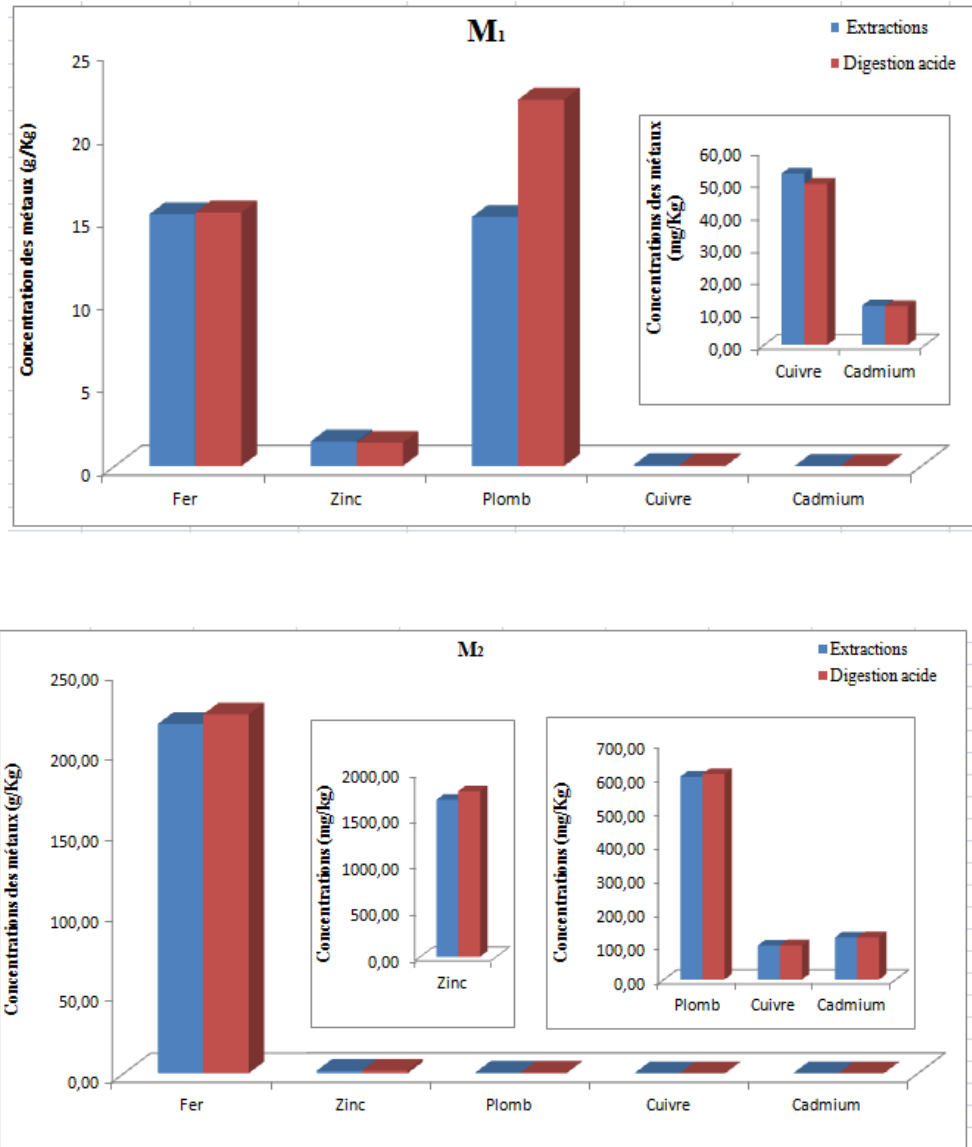 M1
Extractions
Digestion acide
Concentration des métaux (g/Kg)
25
20
15
10
5
0
Fer Zinc Plomb Cuivre Cadmium
Concentrations des métaux
(mg/Kg)
60,00
50,00
40,00
30,00
20,00
10,00
0,00
Cuivre Cadmium
M2
Extractions
Digestion acide
Concentrations des métaux (g/Kg)
250,00
200,00
150,00
100,00
50,00
0,00
Fer Zinc Plomb Cuivre Cadmium
Concentrations (mg/kg)
2000,00
1500,00
1000,00
500,00
0,00
Zinc
Concentrations (mg/Kg)
700,00
600,00
500,00
400,00
300,00
200,00
100,00
0,00
Plomb Cuivre Cadmium